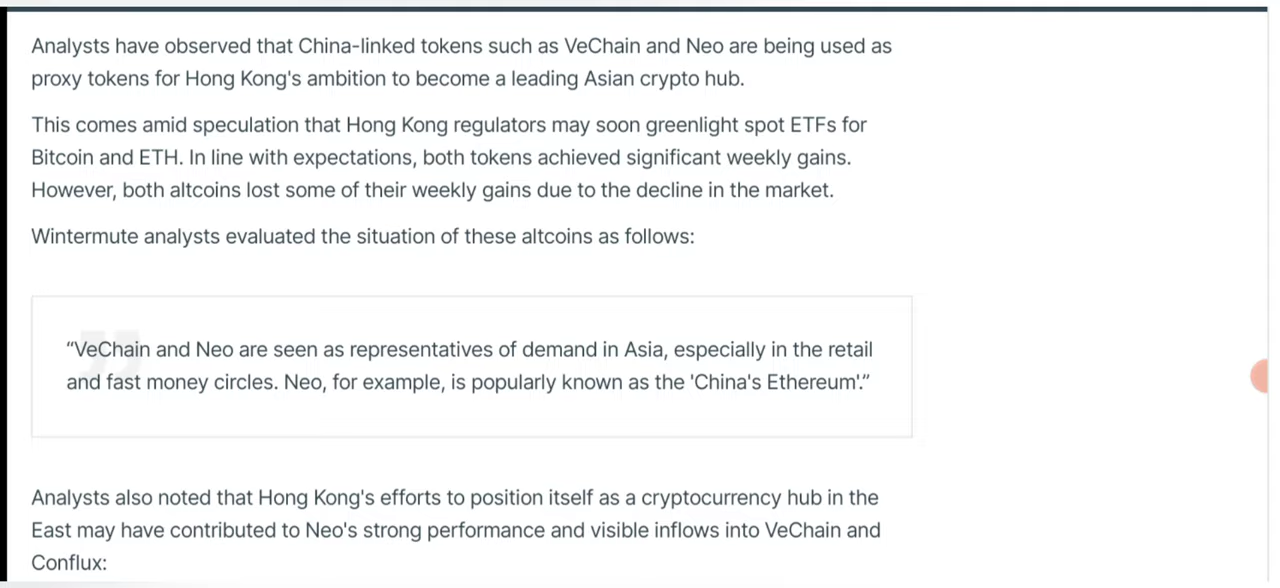 Analysts have observed that China-linked tokens such as VeChain and Neo are being used as
proxy tokens for Hong Kong's ambition to become a leading Asian crypto hub.
This comes amid speculation that Hong Kong regulators may soon greenlight spot ETFs for
Bitcoin and ETH. In line with expectations, both tokens achieved significant weekly gains.
However, both altcoins lost some of their weekly gains due to the decline in the market.
Wintermute analysts evaluated the situation of these altcoins as follows:
“VeChain and Neo are seen as representatives of demand in Asia, especially in the retail
and fast money circles. Neo, for example, is popularly known as the 'China's Ethereum'.”
Analysts also noted that Hong Kong's efforts to position itself as a cryptocurrency hub in the
East may have contributed to Neo's strong performance and visible inflows into VeChain and
Conflux: